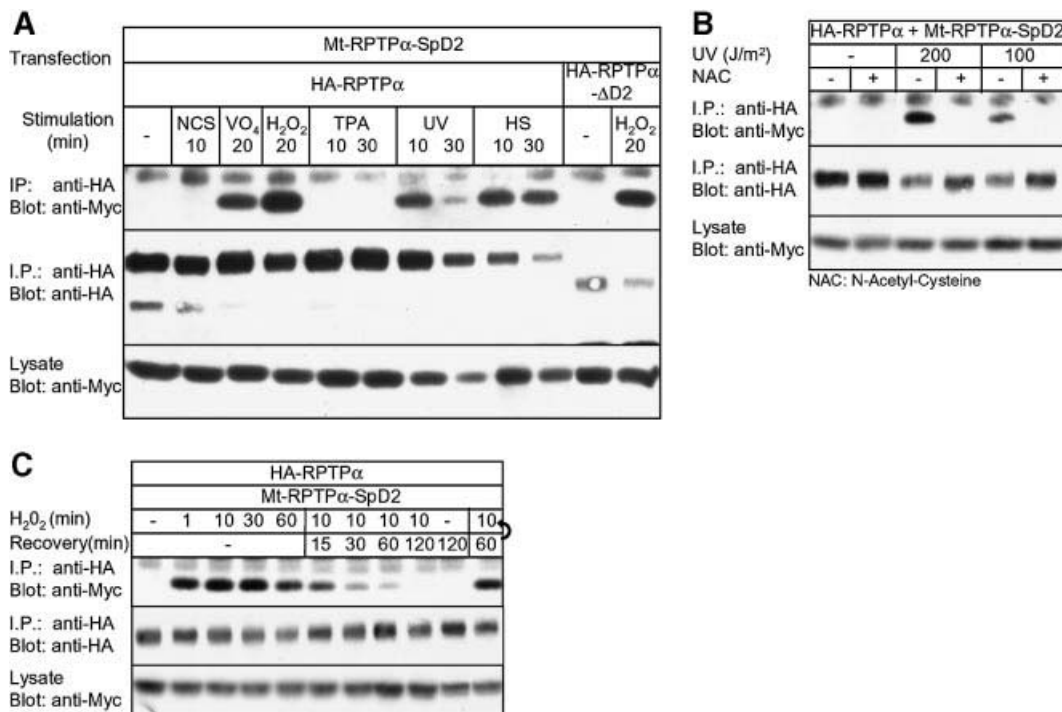 A
Transfection
Mt-RPTPα-SpD2
HA-RPTPα
HA-RPTPα
-ΔD2
Stimulation
(min)
- NCS VO₄ H₂O₂ TPA UV HS - H₂O₂
10 20 20 10 30 10 30 10 30 20
IP: anti-HA
Blot: anti-Myc
I.P.: anti-HA
Blot: anti-HA
Lysate
Blot: anti-Myc
B
HA-RPTPα + Mt-RPTPα-SpD2
UV (J/m²) - 200 100
NAC - + - + - +
I.P.: anti-HA
Blot: anti-Myc
I.P.: anti-HA
Blot: anti-HA
Lysate
Blot: anti-Myc
NAC: N-Acetyl-Cysteine
C
HA-RPTPα
Mt-RPTPα-SpD2
H₂0₂ (min) - 1 10 30 60 10 10 10 10 - 10
Recovery(min) - 15 30 60 120 120 60
I.P.: anti-HA
Blot: anti-Myc
I.P.: anti-HA
Blot: anti-HA
Lysate
Blot: anti-Myc